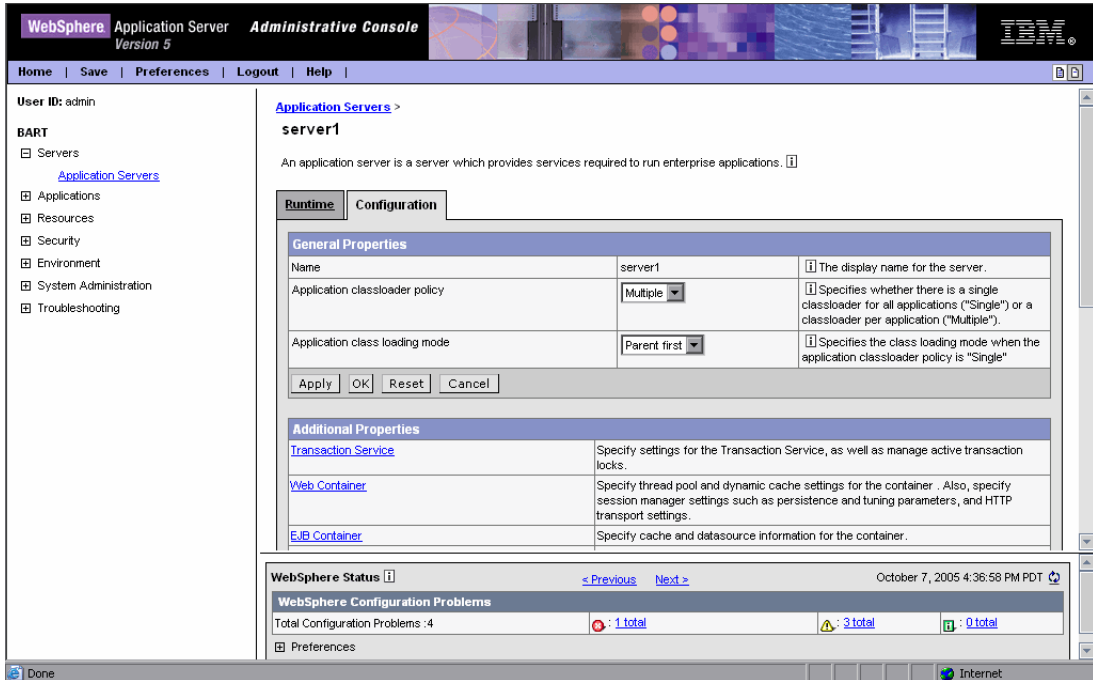 WebSphere Application Server Administrative Console
Version 5
IBM®
Home | Save | Preferences | Logout | Help |
User ID: admin
BART
Servers
Application Servers
Applications
Resources
Security
Environment
System Administration
Troubleshooting
Application Servers >
server1
An application server is a server which provides services required to run enterprise applications. i
Runtime
Configuration
General Properties
Name
server1
i The display name for the server.
Application classloader policy
Multiple
i Specifies whether there is a single
classloader for all applications ("Single") or a
classloader per application ("Multiple").
Application class loading mode
Parent first
i Specifies the class loading mode when the
application classloader policy is "Single"
Apply OK Reset Cancel
Additional Properties
Transaction Service
Specify settings for the Transaction Service, as well as manage active transaction
locks.
Web Container
Specify thread pool and dynamic cache settings for the container . Also, specify
session manager settings such as persistence and tuning parameters, and HTTP
transport settings.
EJB Container
Specify cache and datasource information for the container.
WebSphere Status i
< Previous Next >
October 7, 2005 4:36:58 PM PDT
WebSphere Configuration Problems
Total Configuration Problems :4
: 1 total
: 3 total
: 0 total
Preferences
Done
Internet